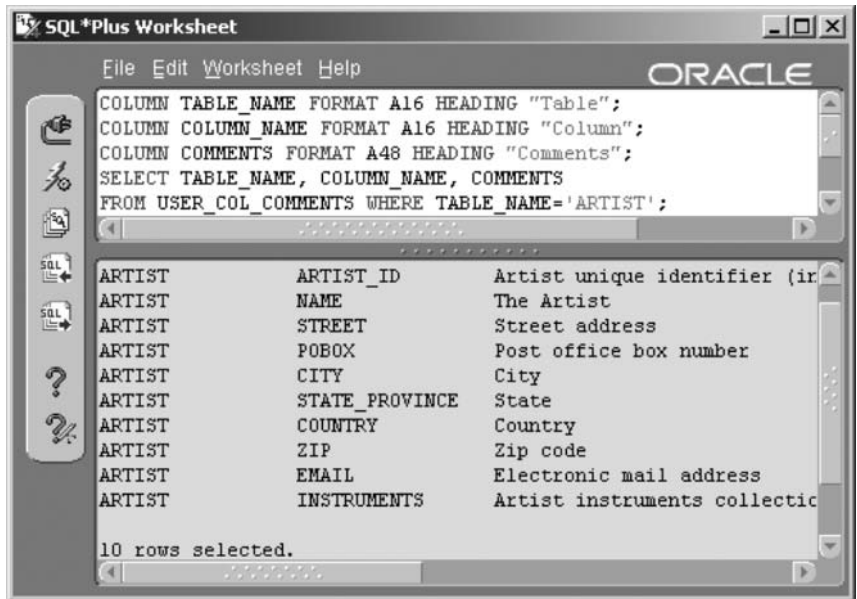 SQL*Plus Worksheet
File Edit Worksheet Help
ORACLE
COLUMN TABLE_NAME FORMAT A16 HEADING "Table";
COLUMN COLUMN_NAME FORMAT A16 HEADING "Column";
COLUMN COMMENTS FORMAT A48 HEADING "Comments";
SELECT TABLE_NAME, COLUMN_NAME, COMMENTS
FROM USER_COL_COMMENTS WHERE TABLE_NAME='ARTIST';
SQL
SQL
ARTIST ARTIST_ID Artist unique identifier
ARTIST NAME The Artist
ARTIST STREET Street address
ARTIST POBOX Post office box number
ARTIST CITY City
ARTIST STATE_PROVINCE State
ARTIST COUNTRY Country
ARTIST ZIP Zip code
ARTIST EMAIL Electronic mail address
ARTIST INSTRUMENTS Artist instruments collectio
10 rows selected.